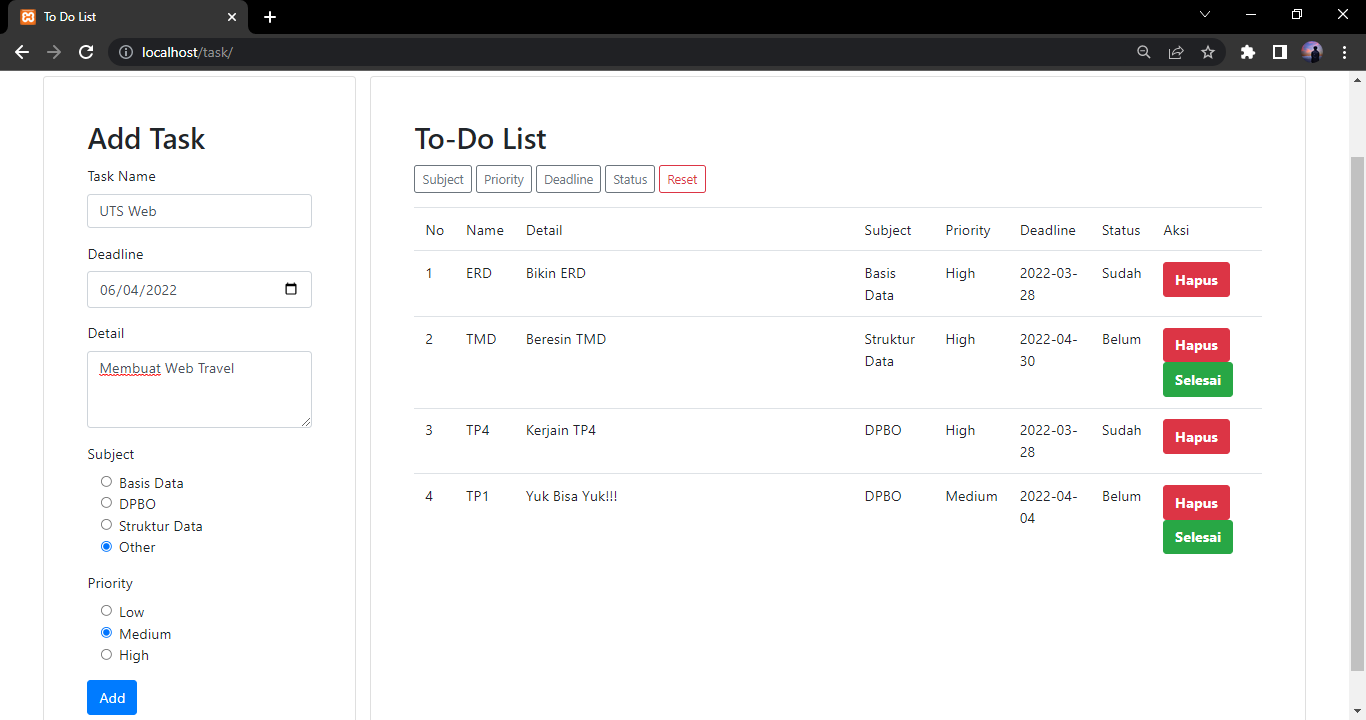 To Do List
localhost/task/
Add Task
Task Name
UTS Web
Deadline
06/04/2022
Detail
Membuat Web Travel
Subject
Basis Data
DPBO
Struktur Data
Other
Priority
Low
Medium
High
Add
To-Do List
Subject Priority Deadline Status Reset
No Name Detail Subject Priority Deadline Status Aksi
1 ERD Bikin ERD Basis High 2022-03- Sudah Hapus
Data 28
2 TMD Beresin TMD Struktur High 2022-04- Belum Hapus
Data 30
Selesai
3 TP4 Kerjain TP4 DPBO High 2022-03- Sudah Hapus
28
4 TP1 Yuk Bisa Yuk!!! DPBO Medium 2022-04- Belum Hapus
04
Selesai